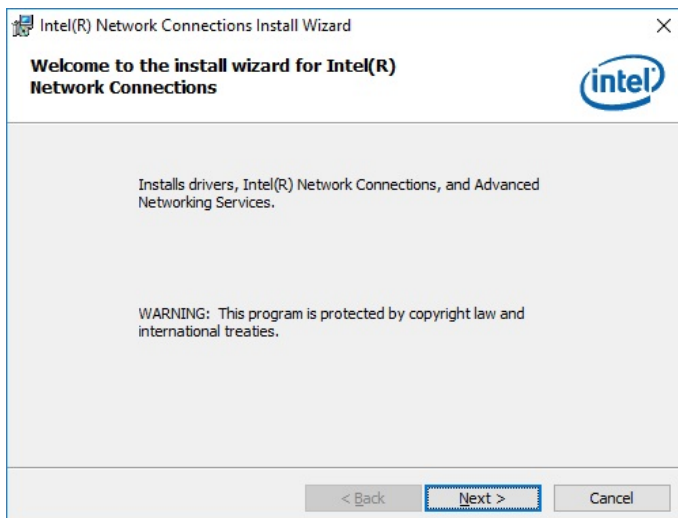 Intel(R) Network Connections Install Wizard
Welcome to the install wizard for Intel(R)
Network Connections
intel
Installs drivers, Intel(R) Network Connections, and Advanced
Networking Services.
WARNING: This program is protected by copyright law and
international treaties.
< Back
Next >
Cancel